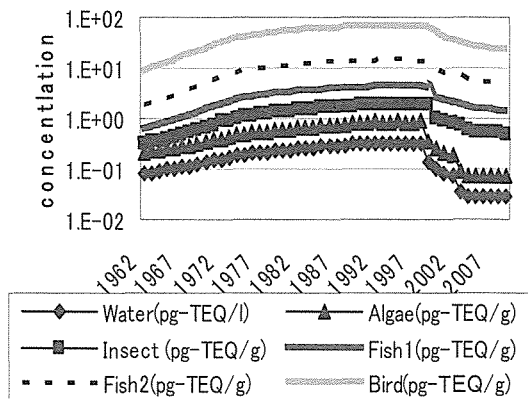 concentlation
1.E+02
1.E+01
1.E+00
1.E-01
1.E-02
1962
1967
1972
1977
1982
1987
1992
1997
2002
2007
Water(pg-TEQ/l) Algae(pg-TEQ/g)
Insect(pg-TEQ/g) Fish1(pg-TEQ/g)
Fish2(pg-TEQ/g) Bird(pg-TEQ/g)